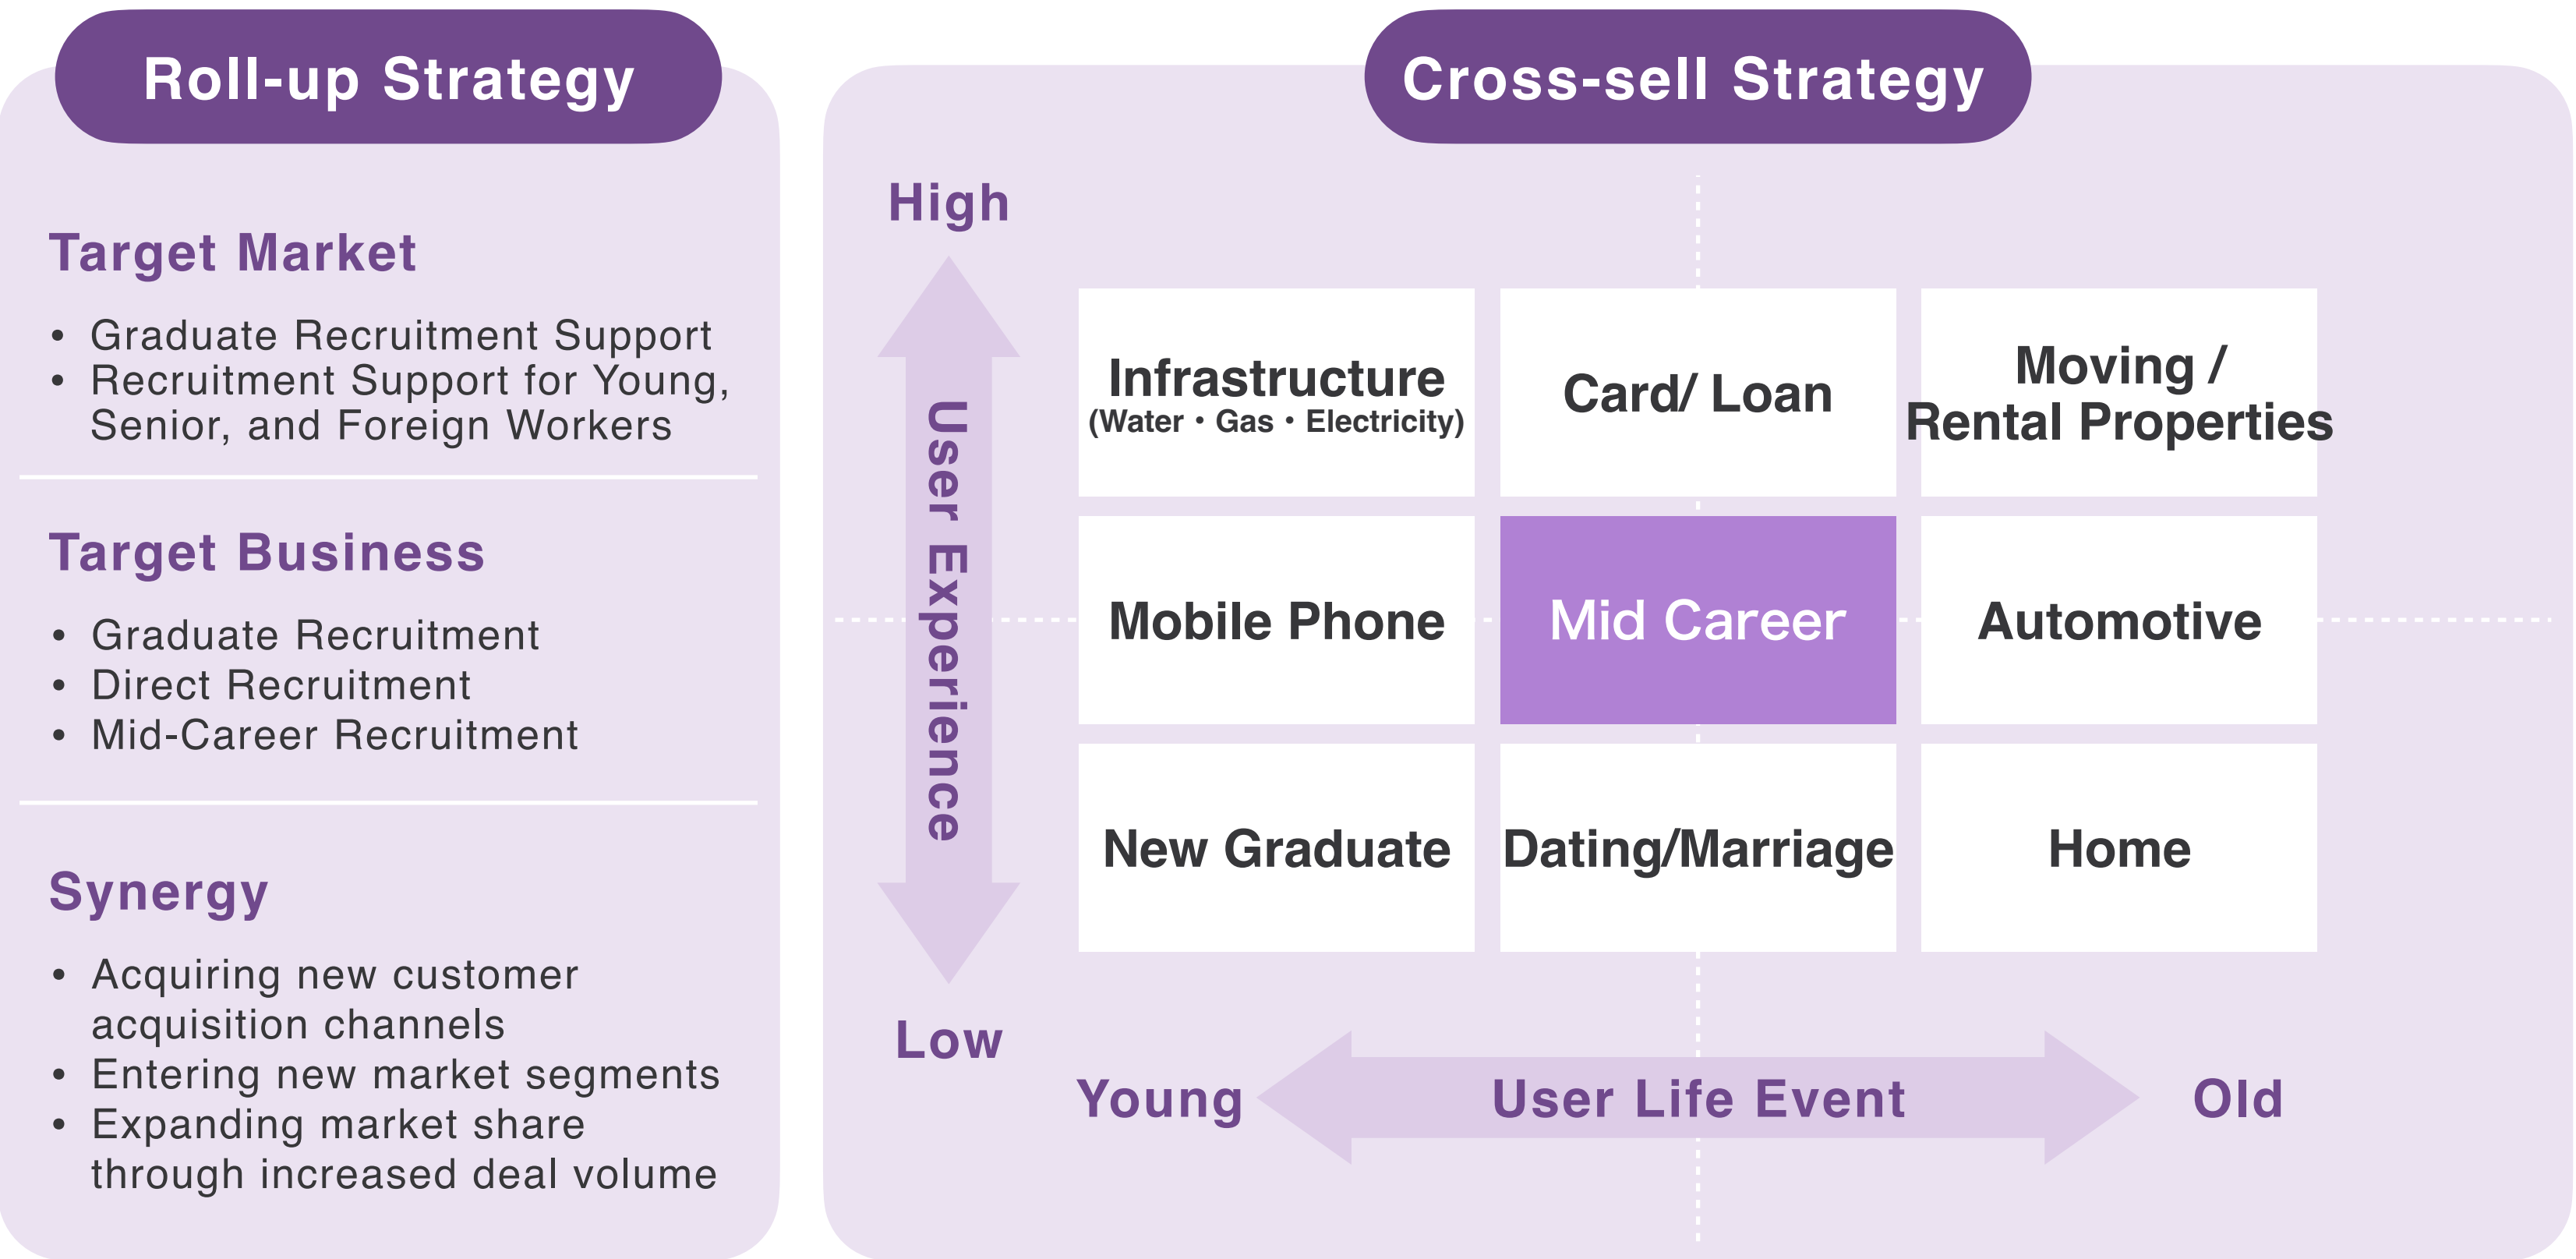 Roll-up Strategy
Target Market
• Graduate Recruitment Support
• Recruitment Support for Young,
Senior, and Foreign Workers
Target Business
• Graduate Recruitment
• Direct Recruitment
• Mid-Career Recruitment
Synergy
• Acquiring new customer
acquisition channels
• Entering new market segments
• Expanding market share
through increased deal volume
Cross-sell Strategy
High
User Experience
Low
Infrastructure
(Water・Gas・Electricity)
Card/ Loan
Moving /
Rental Properties
Mobile Phone
Mid Career
Automotive
New Graduate
Dating/Marriage
Home
Young
User Life Event
Old